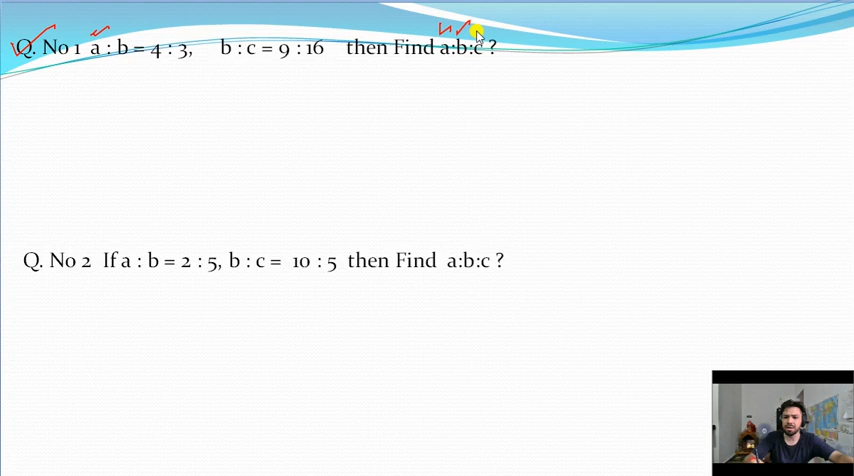 Q. No 1 a : b = 4 : 3, b : c = 9 : 16 then Find a:b:c ?
Q. No 2 If a : b = 2 : 5, b : c = 10 : 5 then Find a:b:c ?